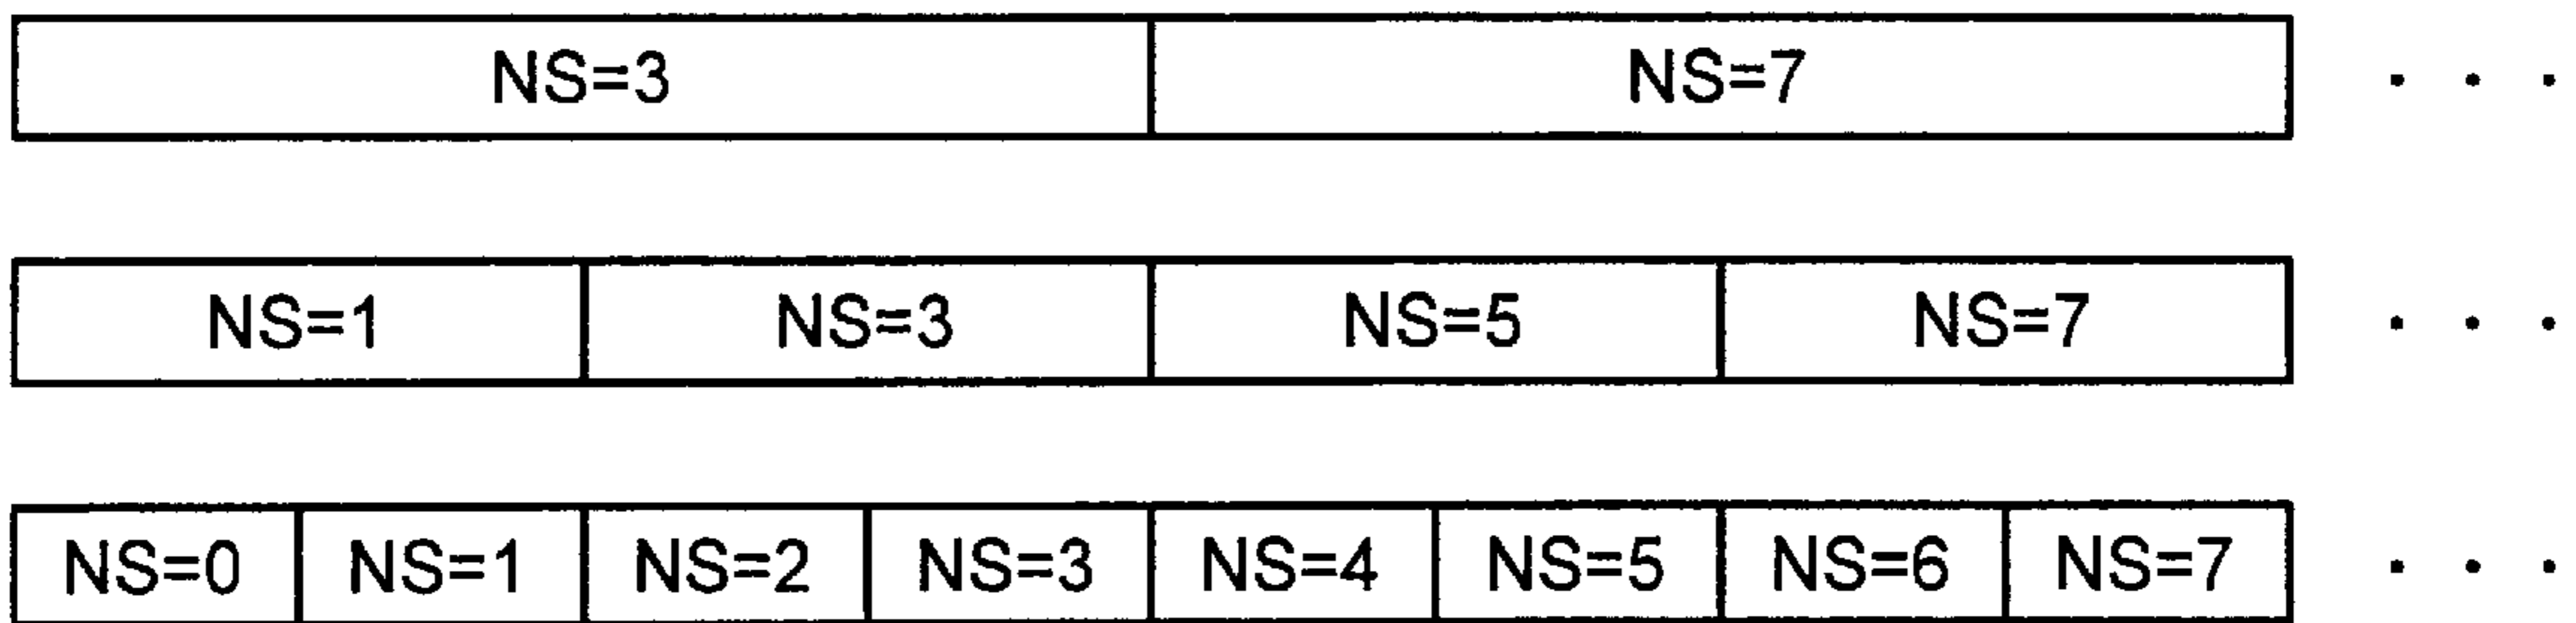 NS=3 NS=7 . . .
NS=1 NS=3 NS=5 NS=7 . . .
NS=0 NS=1 NS=2 NS=3 NS=4 NS=5 NS=6 NS=7 . . .